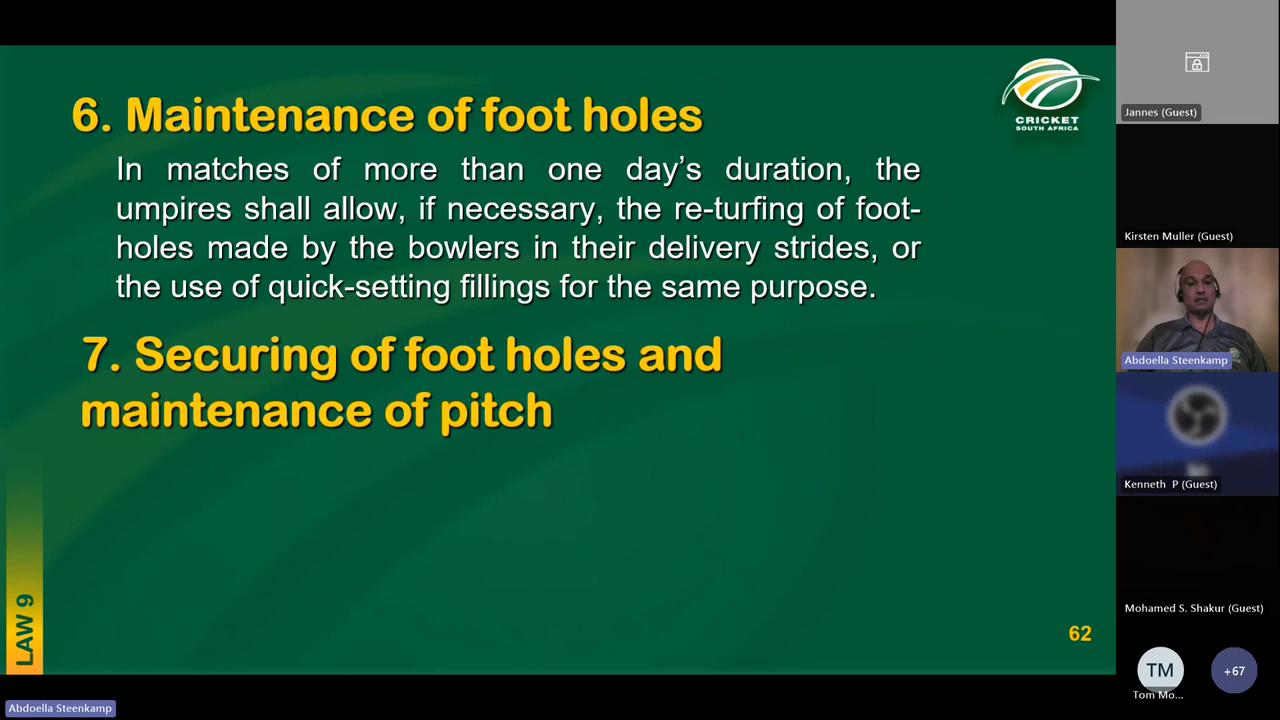 6. Maintenance of foot holes
In matches of more than one day’s duration, the
umpires shall allow, if necessary, the re-turfing of foot-
holes made by the bowlers in their delivery strides, or
the use of quick-setting fillings for the same purpose.
7. Securing of foot holes and
maintenance of pitch
LAW 9
62
CRICKET
SOUTH AFRICA
Abdoella Steenkamp
Jannes (Guest)
Kirsten Muller (Guest)
Abdoella Steenkamp
Kenneth P (Guest)
Mohamed S. Shakur (Guest)
TM
Tom Mo...
+67